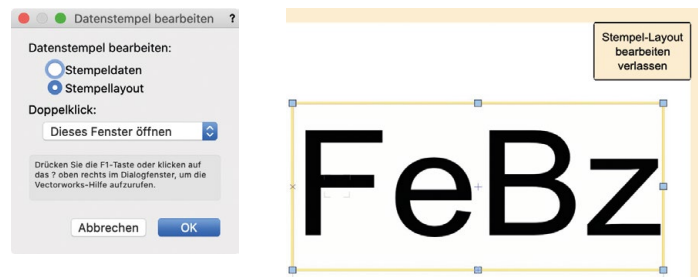 Datenstempel bearbeiten ?
Datenstempel bearbeiten:
Stempeldaten
Stempellayout
Doppelklick:
Dieses Fenster öffnen
Drücken Sie die F1-Taste oder klicken auf
das ? oben rechts im Dialogfenster, um die
Vectorworks-Hilfe aufzurufen.
Abbrechen OK
Stempel-Layout
bearbeiten
verlassen
FeBz